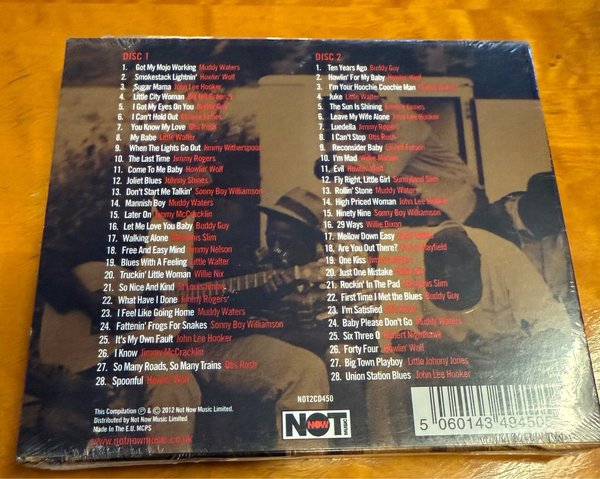 DISC 1
1. Got My Mojo Working Muddy Waters
2. Smokestack Lightnin' Howlin' Wolf
3. Sugar Mama John Lee Hooker
4. Little City Woman
5. I Got My Eyes On You Buddy Guy
6. I Can't Hold Out Elmore James
7. You Know My Love Otis Rush
8. My Babe Little Walter
9. When The Lights Go Out Jimmy Witherspoon
10. The Last Time Jimmy Rogers
11. Come To Me Baby Howlin' Wolf
12. Joliet Blues Johnny Shines
13. Don't Start Me Talkin' Sonny Boy Williamson
14. Mannish Boy Muddy Waters
15. Later On Jimmy McCracklin
16. Let Me Love You Baby Buddy Guy
17. Walking Alone Memphis Slim
18. Free And Easy Mind Jimmy Nelson
19. Blues With A Feeling Little Walter
20. Truckin' Little Woman Willie Nix
21. So Nice And Kind St Louis Jimmy
22. What Have I Done Jimmy Rogers
23. I Feel Like Going Home Muddy Waters
24. Fattenin' Frogs For Snakes Sonny Boy Williamson
25. It's My Own Fault John Lee Hooker
26. I Know Jimmy McCracklin
27. So Many Roads, So Many Trains Otis Rush
28. Spoonful Howlin' Wolf
DISC 2
1. Ten Years Ago Buddy Guy
2. Howlin' For My Baby Howlin' Wolf
3. I'm Your Hoochie Coochie Man Muddy Waters
4. Juke Little Walter
5. The Sun Is Shining Elmore James
6. Leave My Wife Alone John Lee Hooker
7. Luedella Jimmy Rogers
8. I Can't Stop Otis Rush
9. Reconsider Baby Lowell Fulson
10. I'm Mad Willie Mabon
11. Evil Howlin' Wolf
12. Fly Right, Little Girl Sunnyland Slim
13. Rollin' Stone Muddy Waters
14. High Priced Woman John Lee Hooker
15. Ninety Nine Sonny Boy Williamson
16. 29 Ways Willie Dixon
17. Mellow Down Easy
18. Are You Out There? Mayfield
19. One Kiss
20. Just One Mistake
21. Rockin' In The Pad Memphis Slim
22. First Time I Met the Blues Buddy Guy
23. I'm Satisfied
24. Baby Please Don't Go Muddy Waters
25. Six Three O Robert Nighthawk
26. Forty Four Howlin' Wolf
27. Big Town Playboy Little Johnny Jones
28. Union Station Blues John Lee Hooker
This Compilation ℗ & © 2012 Not Now Music Limited.
Distributed by Not Now Music Limited.
Made In The E.U. MCPS
www.notnowmusic.co.uk
NOT2CD450
NOT NOW MUSIC
5 060143